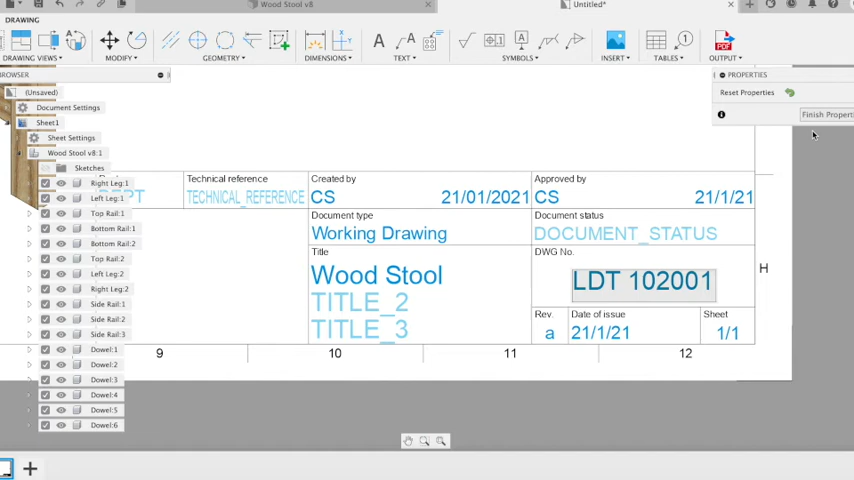 Wood Stool v8
Untitled*
DRAWING
DRAWING VIEWS
MODIFY
GEOMETRY
DIMENSIONS
TEXT
SYMBOLS
INSERT
TABLES
OUTPUT
BROWSER
PROPERTIES
(Unsaved)
Reset Properties
Document Settings
Finish Propert
Sheet1
Sheet Settings
Wood Stool v8:1
Sketches
Right Leg:1
Left Leg:1
Top Rail:1
Bottom Rail:1
Bottom Rail:2
Top Rail:2
Left Leg:2
Right Leg:2
Side Rail:1
Side Rail:2
Side Rail:3
Dowel:1
Dowel:2
Dowel:3
Dowel:4
Dowel:5
Dowel:6
DEPT
Technical reference
TECHNICAL_REFERENCE
Created by
CS 21/01/2021
Approved by
CS 21/1/21
Document type
Working Drawing
Document status
DOCUMENT_STATUS
Title
Wood Stool
TITLE_2
TITLE_3
DWG No.
LDT 102001
Rev.
a
Date of issue
21/1/21
Sheet
1/1
H
9 10 11 12
PDF